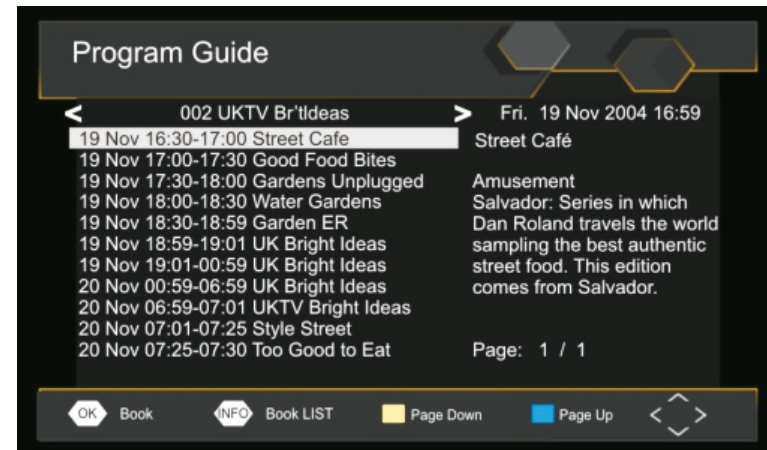 Program Guide
< 002 UKTV Br'tIdeas >
Fri. 19 Nov 2004 16:59
19 Nov 16:30-17:00 Street Cafe
19 Nov 17:00-17:30 Good Food Bites
19 Nov 17:30-18:00 Gardens Unplugged
19 Nov 18:00-18:30 Water Gardens
19 Nov 18:30-18:59 Garden ER
19 Nov 18:59-19:01 UK Bright Ideas
19 Nov 19:01-00:59 UK Bright Ideas
20 Nov 00:59-06:59 UK Bright Ideas
20 Nov 06:59-07:01 UKTV Bright Ideas
20 Nov 07:01-07:25 Style Street
20 Nov 07:25-07:30 Too Good to Eat
Street Café
Amusement
Salvador: Series in which
Dan Roland travels the world
sampling the best authentic
street food. This edition
comes from Salvador.
Page: 1 / 1
OK Book INFO Book LIST Page Down Page Up